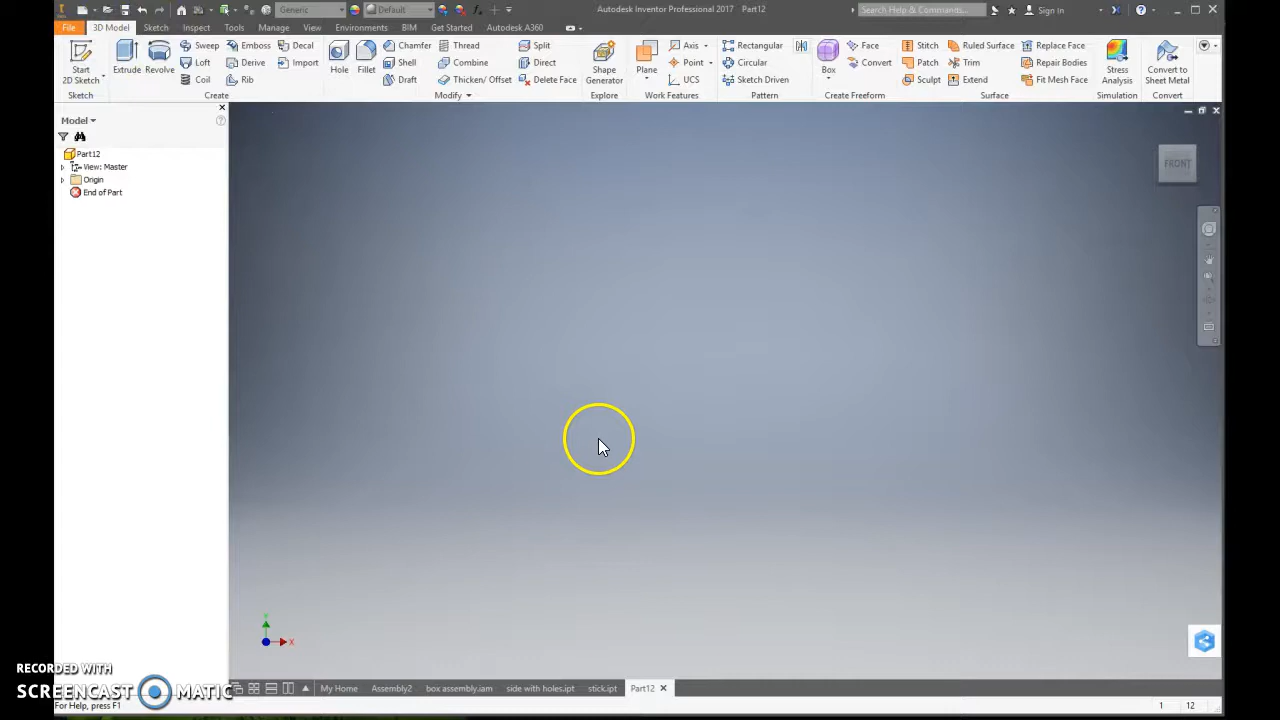 Generic
Default
Autodesk Inventor Professional 2017 Part12
Search Help & Commands...
Sign In
File 3D Model Sketch Inspect Tools Manage View Environments BIM Get Started Autodesk A360
Start
2D Sketch
Sketch
Extrude
Revolve
Sweep
Loft
Coil
Emboss
Derive
Rib
Decal
Import
Create
Hole
Fillet
Chamfer
Shell
Draft
Thread
Combine
Thicken/ Offset
Split
Direct
Delete Face
Modify
Shape
Generator
Explore
Plane
Axis
Point
UCS
Work Features
Rectangular
Circular
Sketch Driven
Pattern
Box
Face
Convert
Create Freeform
Stitch
Patch
Sculpt
Ruled Surface
Trim
Extend
Replace Face
Repair Bodies
Fit Mesh Face
Surface
Stress
Analysis
Simulation
Convert to
Sheet Metal
Convert
Model
Part12
View: Master
Origin
End of Part
FRONT
Y
X
RECORDED WITH
SCREENCAST MATIC
My Home Assembly2 box assembly.iam side with holes.ipt stick.ipt Part12
For Help, press F1
1 12